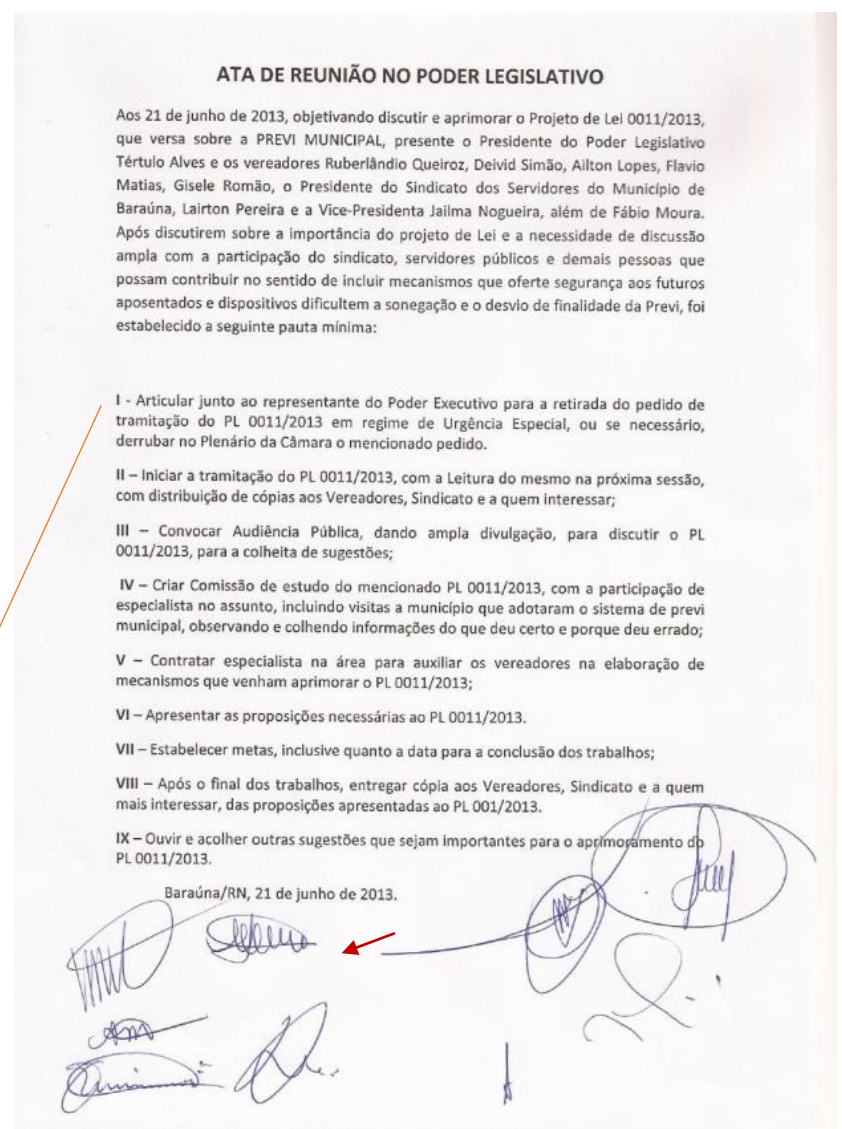 ATA DE REUNIÃO NO PODER LEGISLATIVO
Aos 21 de junho de 2013, objetivando discutir e aprimorar o Projeto de Lei 0011/2013,
que versa sobre a PREVI MUNICIPAL, presente o Presidente do Poder Legislativo
Tértulo Alves e os vereadores Ruberlândio Queiroz, Deivid Simão, Ailton Lopes, Flavio
Matias, Gisele Romão, o Presidente do Sindicato dos Servidores do Município de
Baraúna, Lairton Pereira e a Vice-Presidenta Jailma Nogueira, além de Fábio Moura.
Após discutirem sobre a importância do projeto de Lei e a necessidade de discussão
ampla com a participação do sindicato, servidores públicos e demais pessoas que
possam contribuir no sentido de incluir mecanismos que oferte segurança aos futuros
aposentados e dispositivos dificultem a sonegação e o desvio de finalidade da Previ, foi
estabelecido a seguinte pauta mínima:
I - Articular junto ao representante do Poder Executivo para a retirada do pedido de
tramitação do PL 0011/2013 em regime de Urgência Especial, ou se necessário,
derrubar no Plenário da Câmara o mencionado pedido.
II – Iniciar a tramitação do PL 0011/2013, com a Leitura do mesmo na próxima sessão,
com distribuição de cópias aos Vereadores, Sindicato e a quem interessar;
III – Convocar Audiência Pública, dando ampla divulgação, para discutir o PL
0011/2013, para a colheita de sugestões;
IV – Criar Comissão de estudo do mencionado PL 0011/2013, com a participação de
especialista no assunto, incluindo visitas a município que adotaram o sistema de previ
municipal, observando e colhendo informações do que deu certo e porque deu errado;
V – Contratar especialista na área para auxiliar os vereadores na elaboração de
mecanismos que venham aprimorar o PL 0011/2013;
VI – Apresentar as proposições necessárias ao PL 0011/2013.
VII – Estabelecer metas, inclusive quanto a data para a conclusão dos trabalhos;
VIII – Após o final dos trabalhos, entregar cópia aos Vereadores, Sindicato e a quem
mais interessar, das proposições apresentadas ao PL 001/2013.
IX – Ouvir e acolher outras sugestões que sejam importantes para o aprimoramento do
PL 0011/2013.
Baraúna/RN, 21 de junho de 2013.